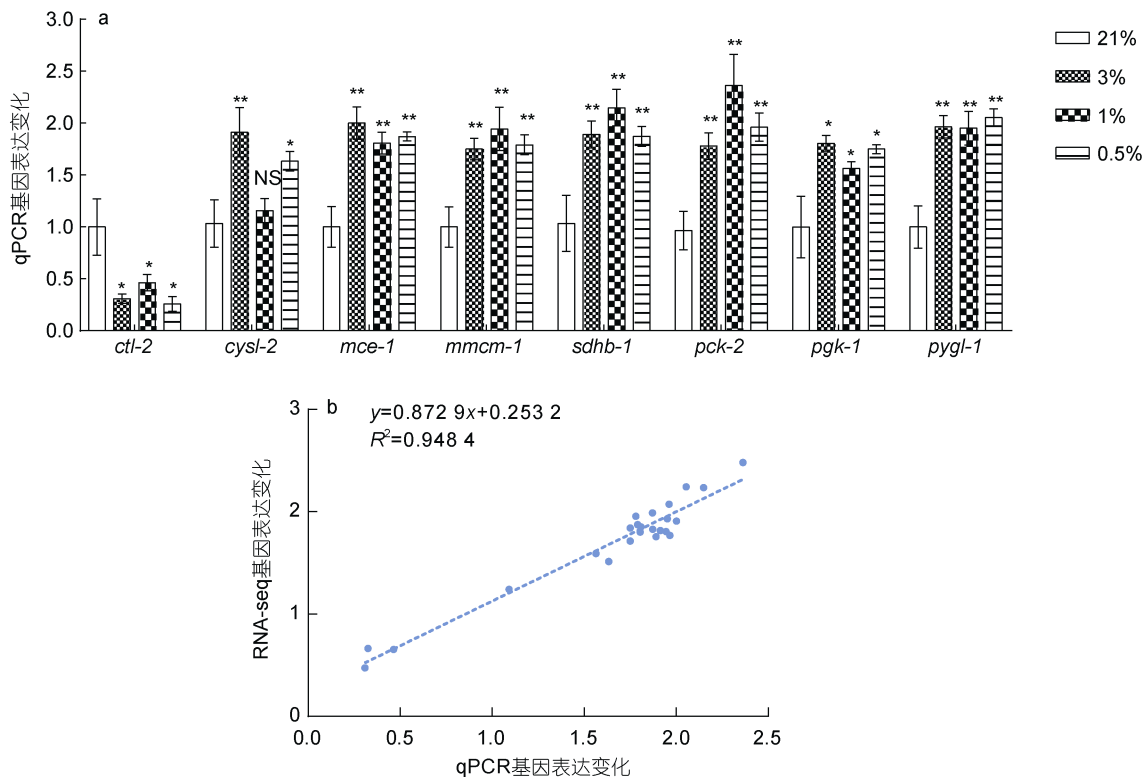 a
qPCR基因表达变化
3.0
2.5
2.0
1.5
1.0
0.5
0.0
* * *
** NS *
** ** **
** ** **
** ** **
** ** **
* * *
** ** **
ctl-2 cysl-2 mce-1 mmcm-1 sdhb-1 pck-2 pgk-1 pygl-1
21%
3%
1%
0.5%
b
y=0.872 9x+0.253 2
R²=0.948 4
RNA-seq基因表达变化
3
2
1
0
0.0 0.5 1.0 1.5 2.0 2.5
qPCR基因表达变化